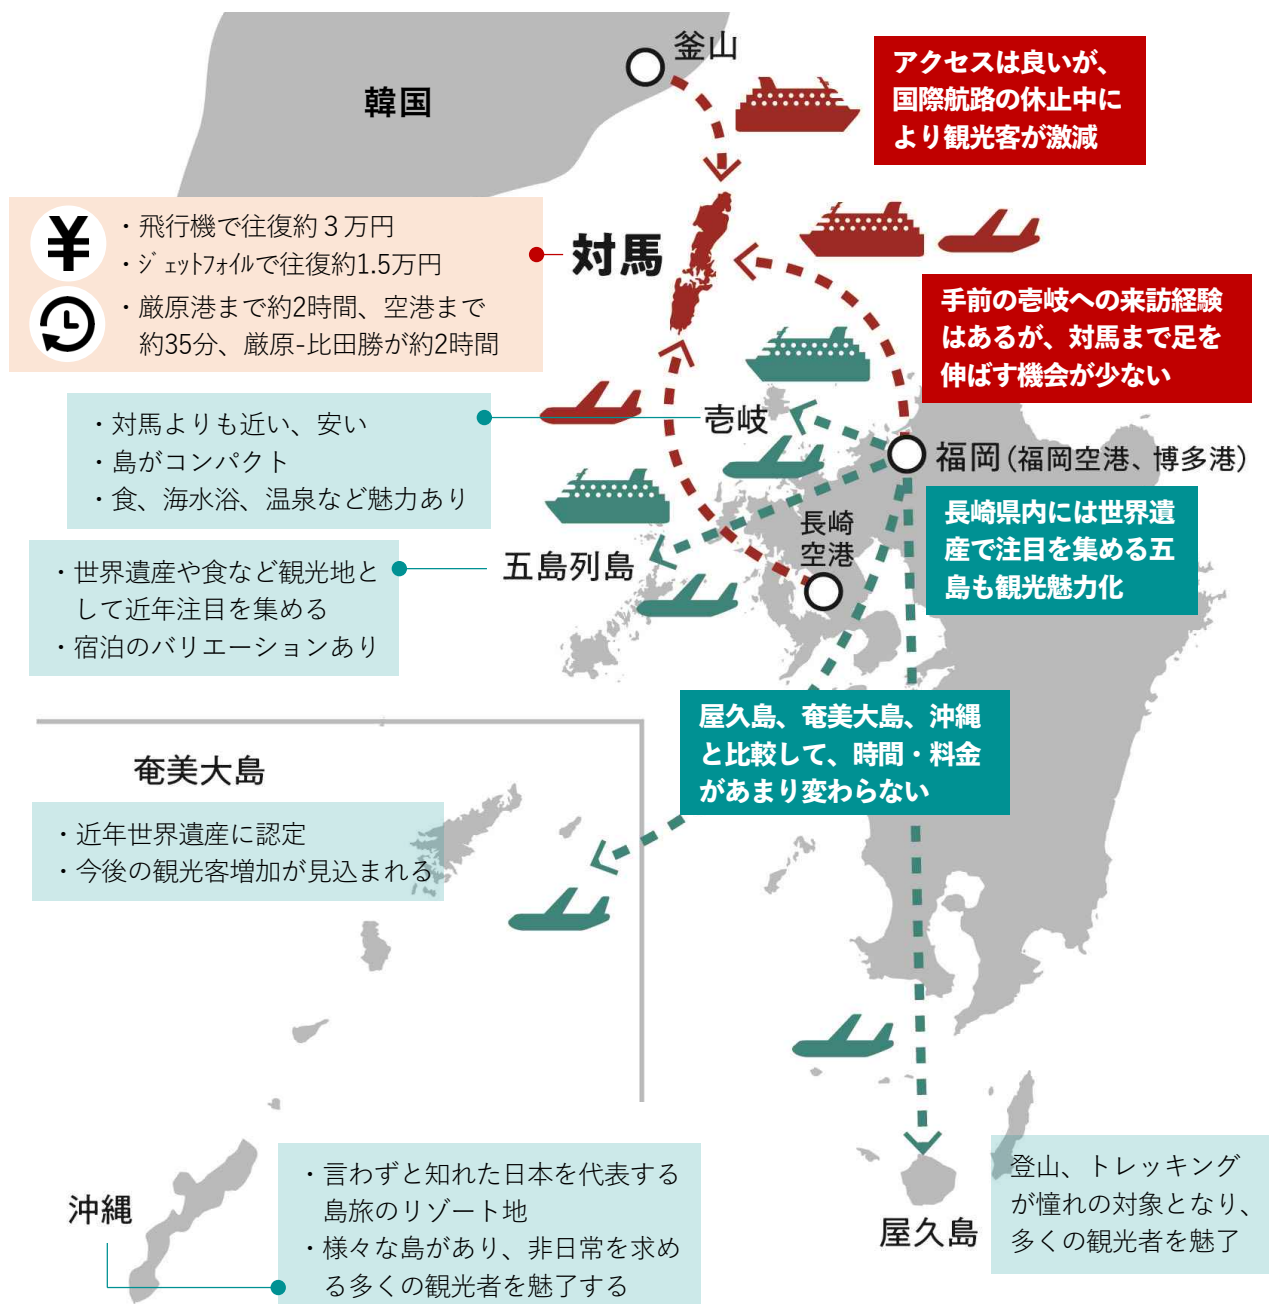 釜山
韓国
アクセスは良いが、
国際航路の休止中に
より観光客が激減
¥
・飛行機で往復約３万円
・ｼﾞｪｯﾄﾌｫｲﾙで往復約1.5万円
・厳原港まで約2時間、空港まで
約35分、厳原-比田勝が約2時間
対馬
手前の壱岐への来訪経験
はあるが、対馬まで足を
伸ばす機会が少ない
・対馬よりも近い、安い
・島がコンパクト
・食、海水浴、温泉など魅力あり
壱岐
福岡(福岡空港、博多港)
長崎県内には世界遺
産で注目を集める五
島も観光魅力化
長崎
空港
五島列島
・世界遺産や食など観光地と
して近年注目を集める
・宿泊のバリエーションあり
屋久島、奄美大島、沖縄
と比較して、時間・料金
があまり変わらない
奄美大島
・近年世界遺産に認定
・今後の観光客増加が見込まれる
沖縄
・言わずと知れた日本を代表する
島旅のリゾート地
・様々な島があり、非日常を求め
る多くの観光者を魅了する
屋久島
登山、トレッキング
が憧れの対象となり、
多くの観光者を魅了